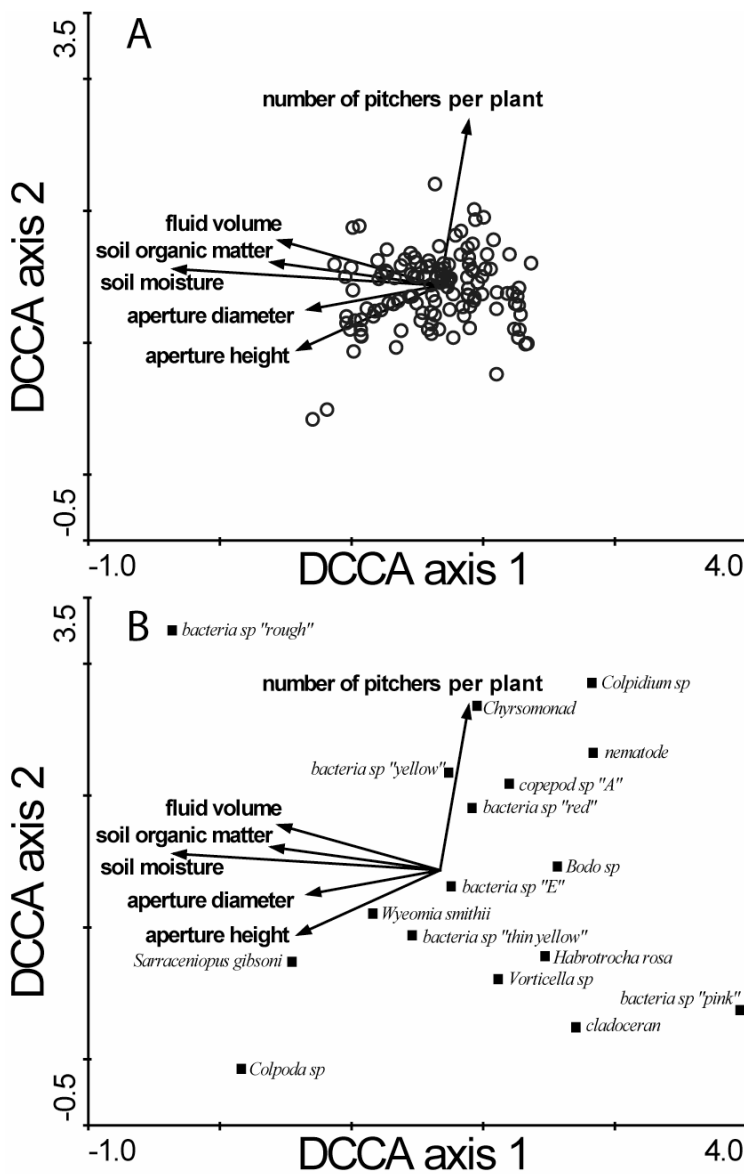 3.5
A
number of pitchers per plant
fluid volume
soil organic matter
soil moisture
aperture diameter
aperture height
DCCA axis 2
-0.5
-1.0
DCCA axis 1
4.0
3.5
B
bacteria sp "rough"
number of pitchers per plant
Colpidium sp
Chyrsomonad
nematode
bacteria sp "yellow"
copepod sp "A"
bacteria sp "red"
fluid volume
soil organic matter
soil moisture
Bodo sp
bacteria sp "E"
aperture diameter
Wyeomia smithii
aperture height
bacteria sp "thin yellow"
Sarraceniopus gibsoni
Habrotrocha rosa
Vorticella sp
bacteria sp "pink"
cladoceran
Colpoda sp
DCCA axis 2
-0.5
-1.0
DCCA axis 1
4.0